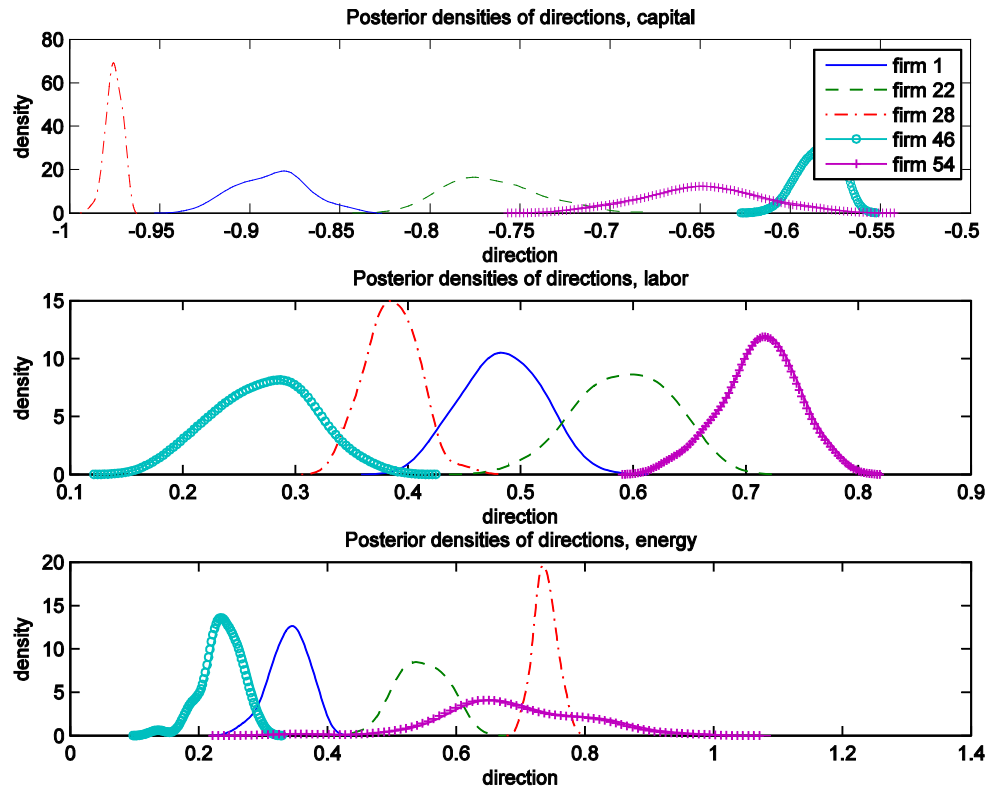 Posterior densities of directions, capital
80
60
40
20
0
density
-1 -0.95 -0.9 -0.85 -0.8 -0.75 -0.7 -0.65 -0.6 -0.55 -0.5
direction
firm 1
firm 22
firm 28
firm 46
firm 54
Posterior densities of directions, labor
15
10
5
0
density
0.1 0.2 0.3 0.4 0.5 0.6 0.7 0.8 0.9
direction
Posterior densities of directions, energy
20
15
10
5
0
density
0 0.2 0.4 0.6 0.8 1 1.2 1.4
direction